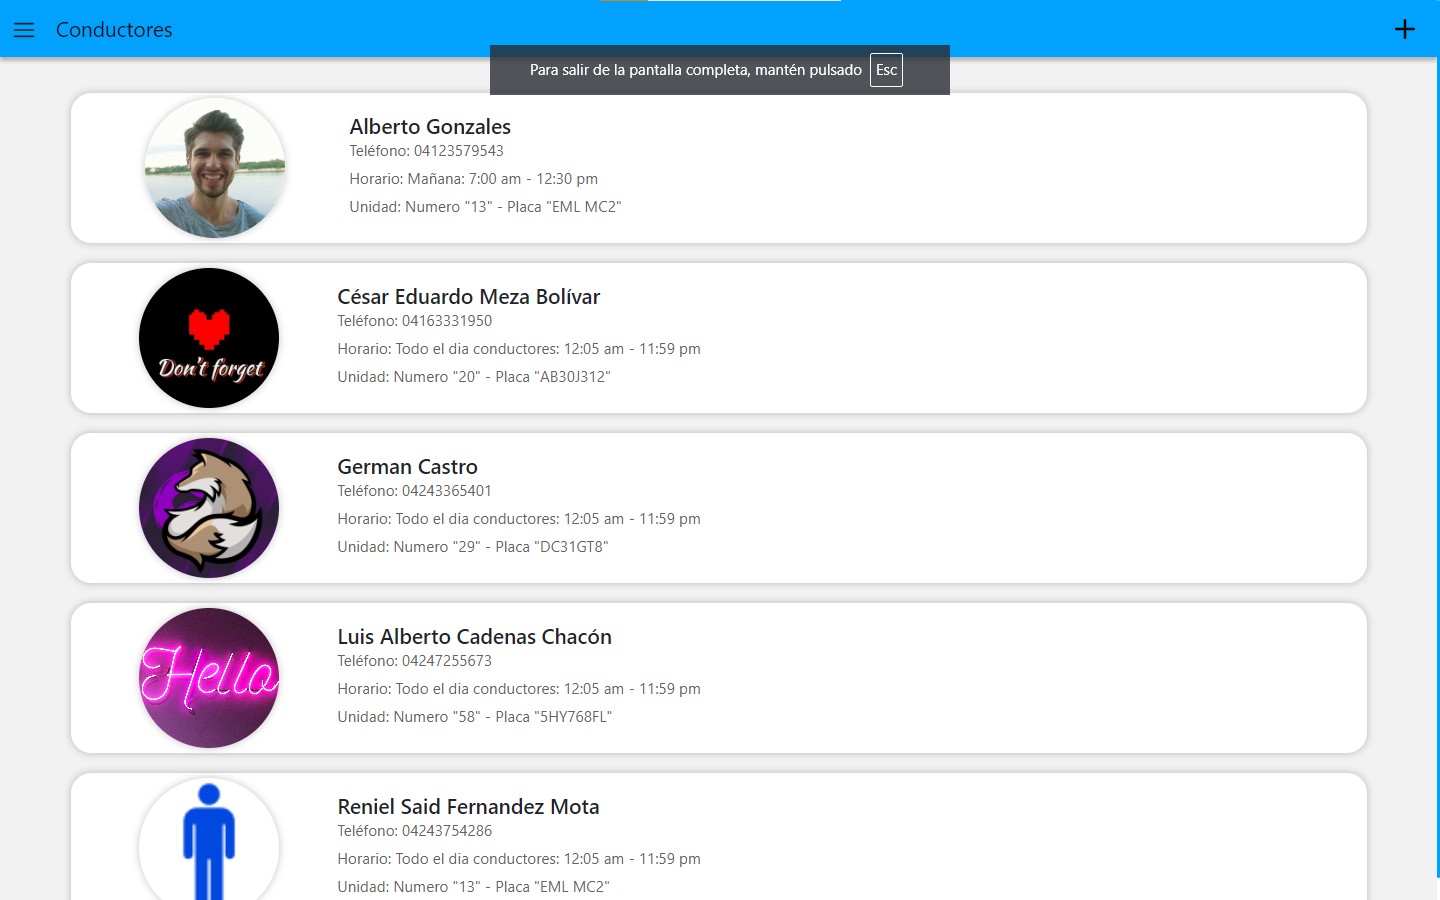 Conductores
Para salir de la pantalla completa, mantén pulsado Esc
Alberto Gonzales
Teléfono: 04123579543
Horario: Mañana: 7:00 am - 12:30 pm
Unidad: Numero "13" - Placa "EML MC2"
César Eduardo Meza Bolívar
Teléfono: 04163331950
Horario: Todo el dia conductores: 12:05 am - 11:59 pm
Unidad: Numero "20" - Placa "AB30J312"
Don't forget
German Castro
Teléfono: 04243365401
Horario: Todo el dia conductores: 12:05 am - 11:59 pm
Unidad: Numero "29" - Placa "DC31GT8"
Luis Alberto Cadenas Chacón
Teléfono: 04247255673
Horario: Todo el dia conductores: 12:05 am - 11:59 pm
Unidad: Numero "58" - Placa "5HY768FL"
Hello
Reniel Said Fernandez Mota
Teléfono: 04243754286
Horario: Todo el dia conductores: 12:05 am - 11:59 pm
Unidad: Numero "13" - Placa "EML MC2"